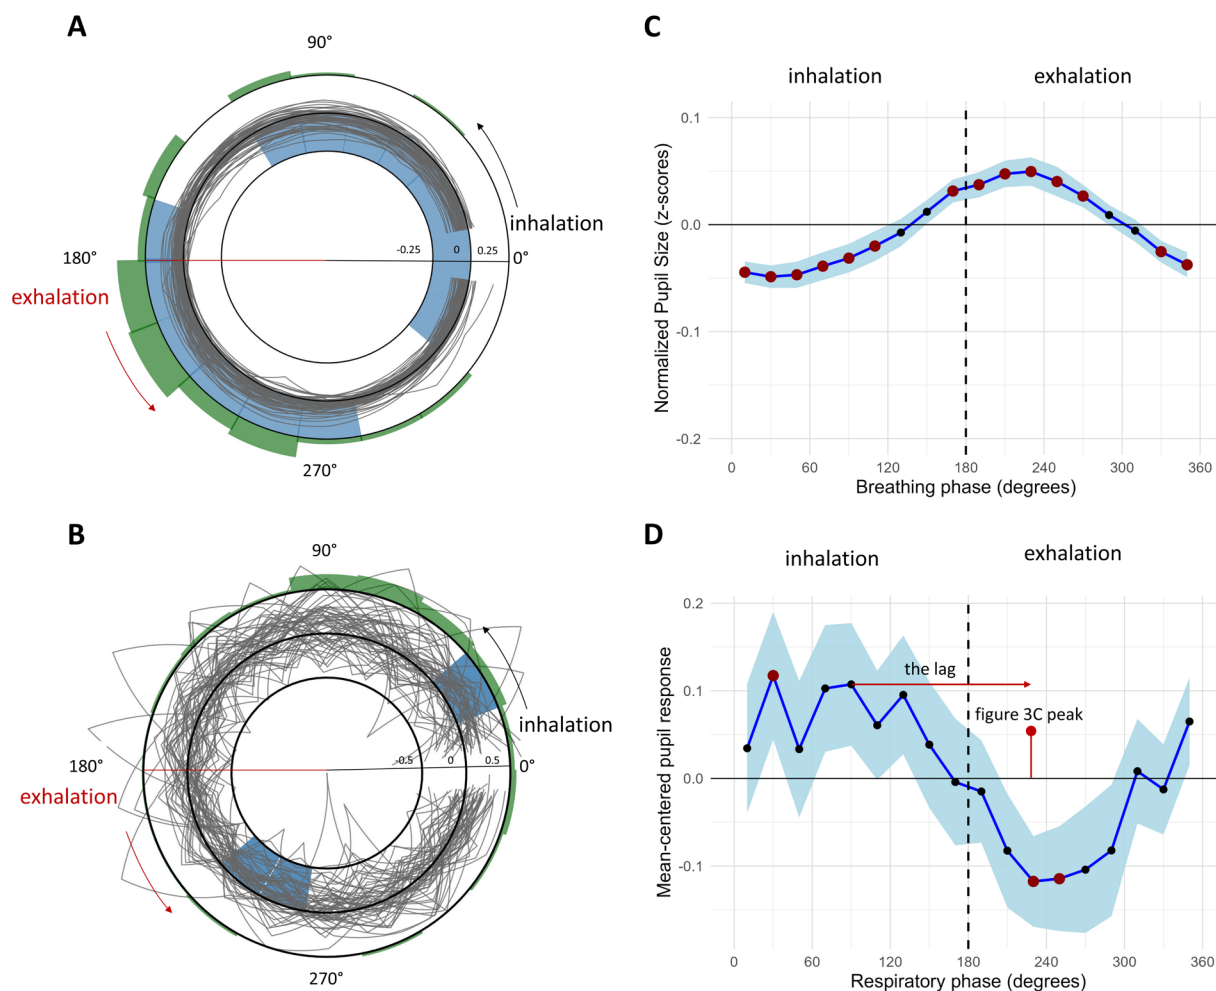 A
90°
inhalation
-0.25
0
0.25
0°
180°
exhalation
270°
B
90°
inhalation
-0.5
0
0.5
0°
180°
exhalation
270°
C
inhalation
exhalation
Normalized Pupil Size (z-scores)
0.1
0.0
-0.1
-0.2
0 60 120 180 240 300 360
Breathing phase (degrees)
D
inhalation
exhalation
Mean-centered pupil response
0.2
0.1
0.0
-0.1
the lag
figure 3C peak
0 60 120 180 240 300 360
Respiratory phase (degrees)